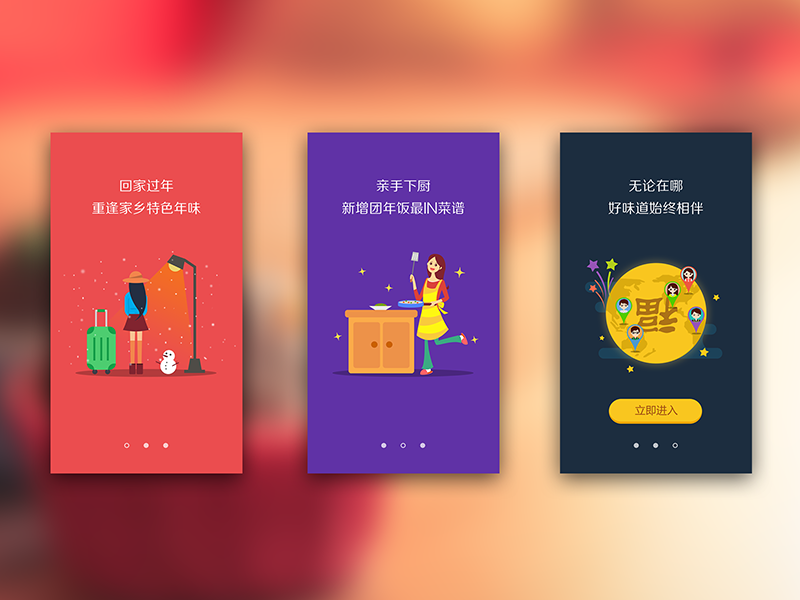 回家过年
重逢家乡特色年味
亲手下厨
新增团年饭最IN菜谱
无论在哪
好味道始终相伴
福
立即进入